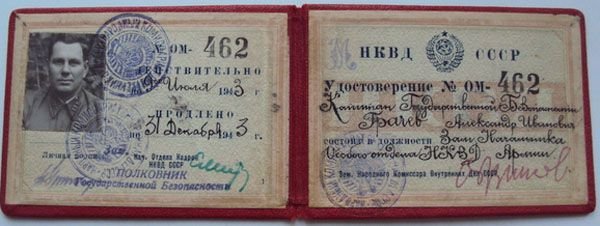 № ОМ- 462
ДЕЙСТВИТЕЛЬНО
Июля 1943 г.
ПРОДЛЕНО
по 31 Декабря 1943 г.
Личная подпись
Нач. Отдела Кадров
НКВД СССР
ПОЛКОВНИК
Государственной Безопасности
НКВД СССР
Удостоверение № ОМ- 462
Капитан Государственной Безопасности
Грачев Александр Иванович
состоит в должности Зам. Начальника
Особого отдела НКВД Армии
Зам. Народного Комиссара Внутренних Дел СССР